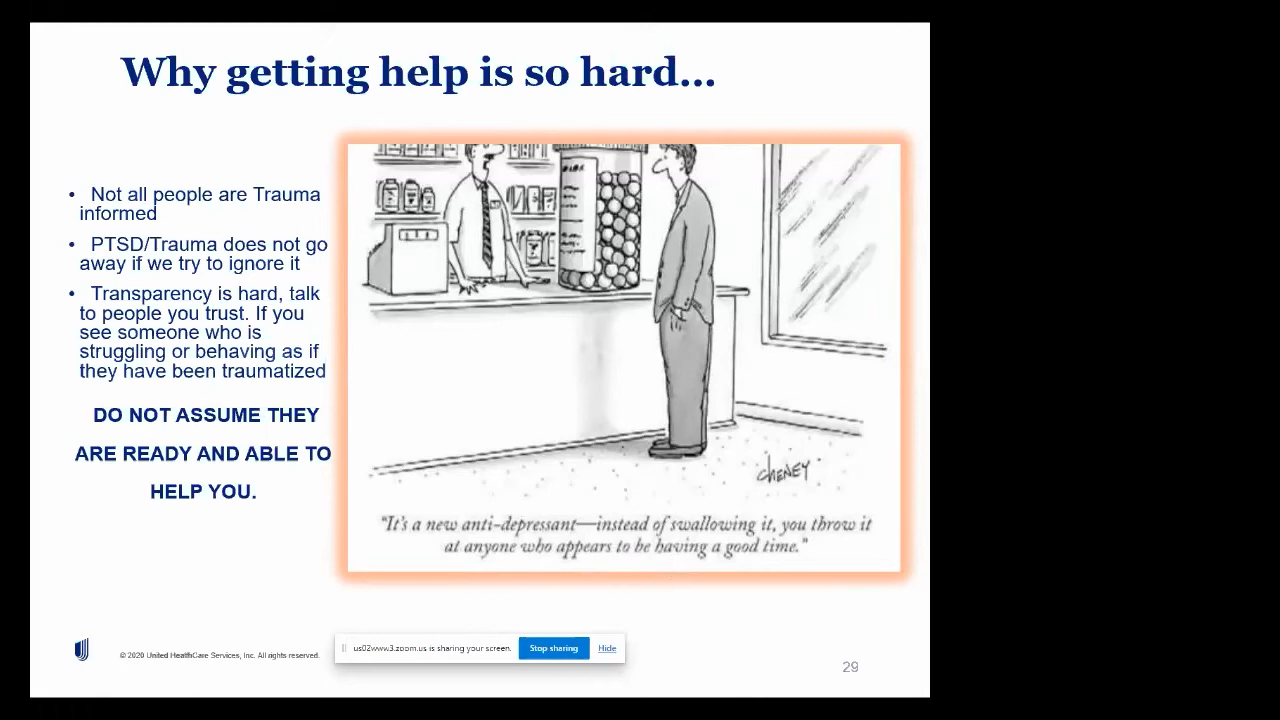 Why getting help is so hard...
• Not all people are Trauma
informed
• PTSD/Trauma does not go
away if we try to ignore it
• Transparency is hard, talk
to people you trust. If you
see someone who is
struggling or behaving as if
they have been traumatized
DO NOT ASSUME THEY
ARE READY AND ABLE TO
HELP YOU.
CHENEY
"It's a new anti-depressant—instead of swallowing it, you throw it
at anyone who appears to be having a good time."
© 2020 United HealthCare Services, Inc. All rights reserved.
us02www3.zoom.us is sharing your screen.
Stop sharing
Hide
29